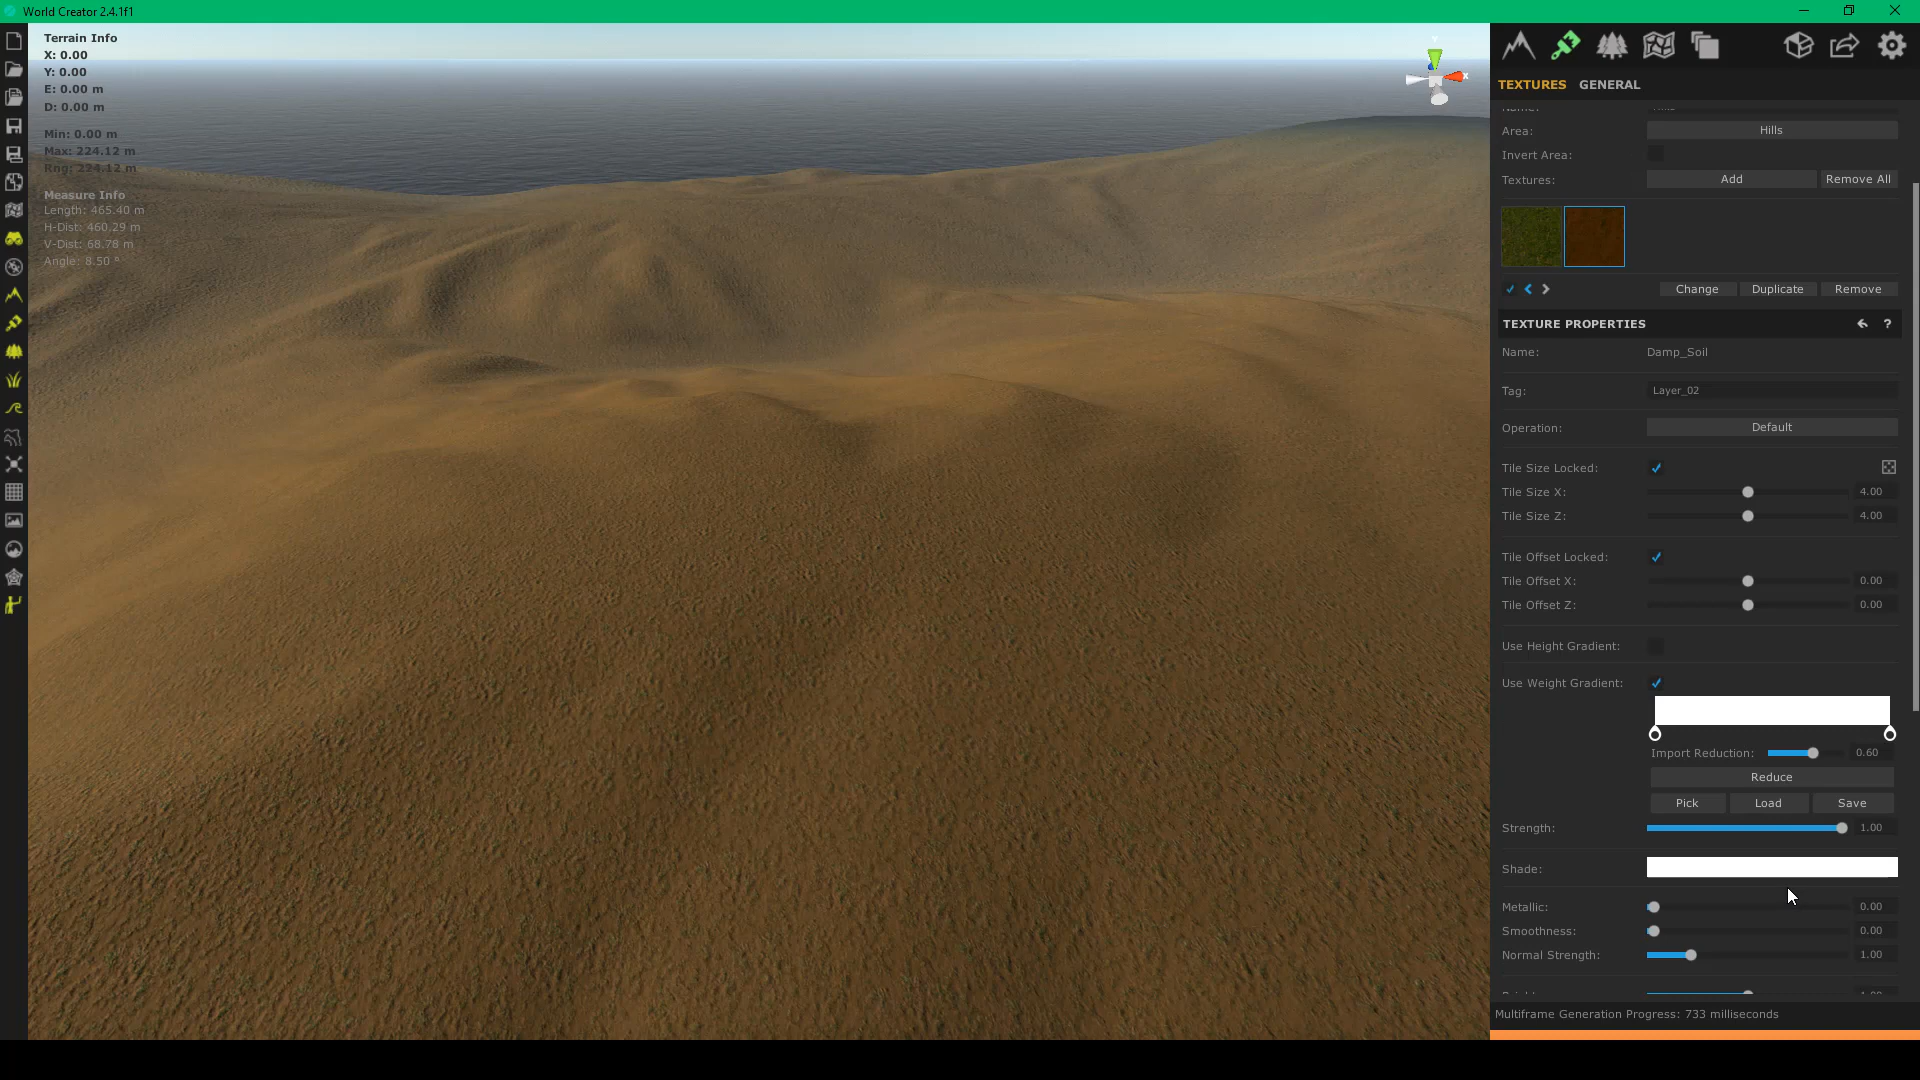 World Creator 2.4.1f1
Terrain Info
X: 0.00
Y: 0.00
E: 0.00 m
D: 0.00 m
Min: 0.00 m
Max: 224.12 m
Rng: 224.12 m
Measure Info
Length: 465.40 m
H-Dist: 460.29 m
V-Dist: 68.78 m
Angle: 8.50 °
X
TEXTURES GENERAL
Name: Hills
Area: Hills
Invert Area:
Textures: Add Remove All
Change Duplicate Remove
TEXTURE PROPERTIES ?
Name: Damp_Soil
Tag: Layer_02
Operation: Default
Tile Size Locked:
Tile Size X: 4.00
Tile Size Z: 4.00
Tile Offset Locked:
Tile Offset X: 0.00
Tile Offset Z: 0.00
Use Height Gradient:
Use Weight Gradient:
Import Reduction: 0.60
Reduce
Pick Load Save
Strength: 1.00
Shade:
Metallic: 0.00
Smoothness: 0.00
Normal Strength: 1.00
Multiframe Generation Progress: 733 milliseconds